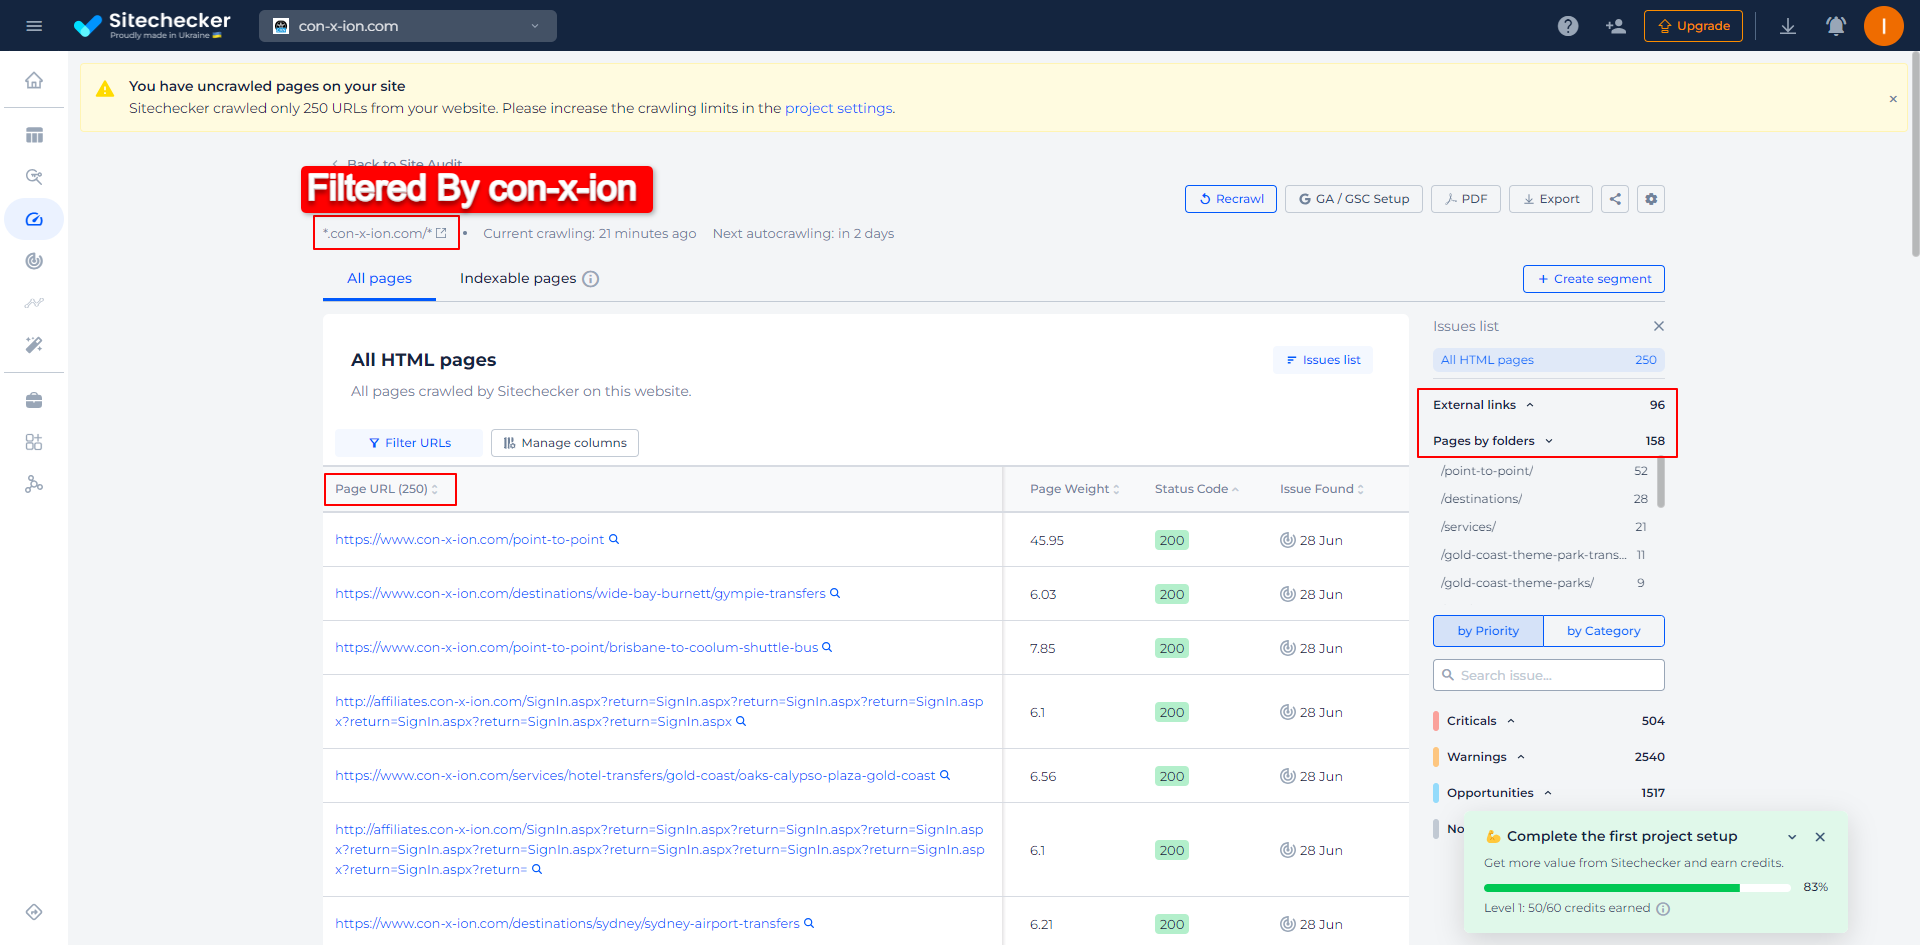 Sitechecker
Proudly made in Ukraine
con-x-ion.com
Upgrade
I
You have uncrawled pages on your site
Sitechecker crawled only 250 URLs from your website. Please increase the crawling limits in the project settings.
Back to Site Audit
Filtered By con-x-ion
*.con-x-ion.com/*
Current crawling: 21 minutes ago
Next autocrawling: in 2 days
Recrawl
GA / GSC Setup
PDF
Export
All pages
Indexable pages
+ Create segment
All HTML pages
All pages crawled by Sitechecker on this website.
Issues list
Filter URLs
Manage columns
Page URL (250)
Page Weight
Status Code
Issue Found
https://www.con-x-ion.com/point-to-point
45.95
200
28 Jun
https://www.con-x-ion.com/destinations/wide-bay-burnett/gympie-transfers
6.03
200
28 Jun
https://www.con-x-ion.com/point-to-point/brisbane-to-coolum-shuttle-bus
7.85
200
28 Jun
http://affiliates.con-x-ion.com/SignIn.aspx?return=SignIn.aspx?return=SignIn.aspx?return=SignIn.asp
x?return=SignIn.aspx?return=SignIn.aspx?return=SignIn.aspx
6.1
200
28 Jun
https://www.con-x-ion.com/services/hotel-transfers/gold-coast/oaks-calypso-plaza-gold-coast
6.56
200
28 Jun
http://affiliates.con-x-ion.com/SignIn.aspx?return=SignIn.aspx?return=SignIn.aspx?return=SignIn.asp
x?return=SignIn.aspx?return=SignIn.aspx?return=SignIn.aspx?return=SignIn.aspx?return=SignIn.asp
x?return=SignIn.aspx?return=
6.1
200
28 Jun
https://www.con-x-ion.com/destinations/sydney/sydney-airport-transfers
6.21
200
28 Jun
Issues list
All HTML pages 250
External links 96
Pages by folders 158
/point-to-point/ 52
/destinations/ 28
/services/ 21
/gold-coast-theme-park-trans... 11
/gold-coast-theme-parks/ 9
by Priority
by Category
Search issue...
Criticals 504
Warnings 2540
Opportunities 1517
No
Complete the first project setup
Get more value from Sitechecker and earn credits.
83%
Level 1: 50/60 credits earned